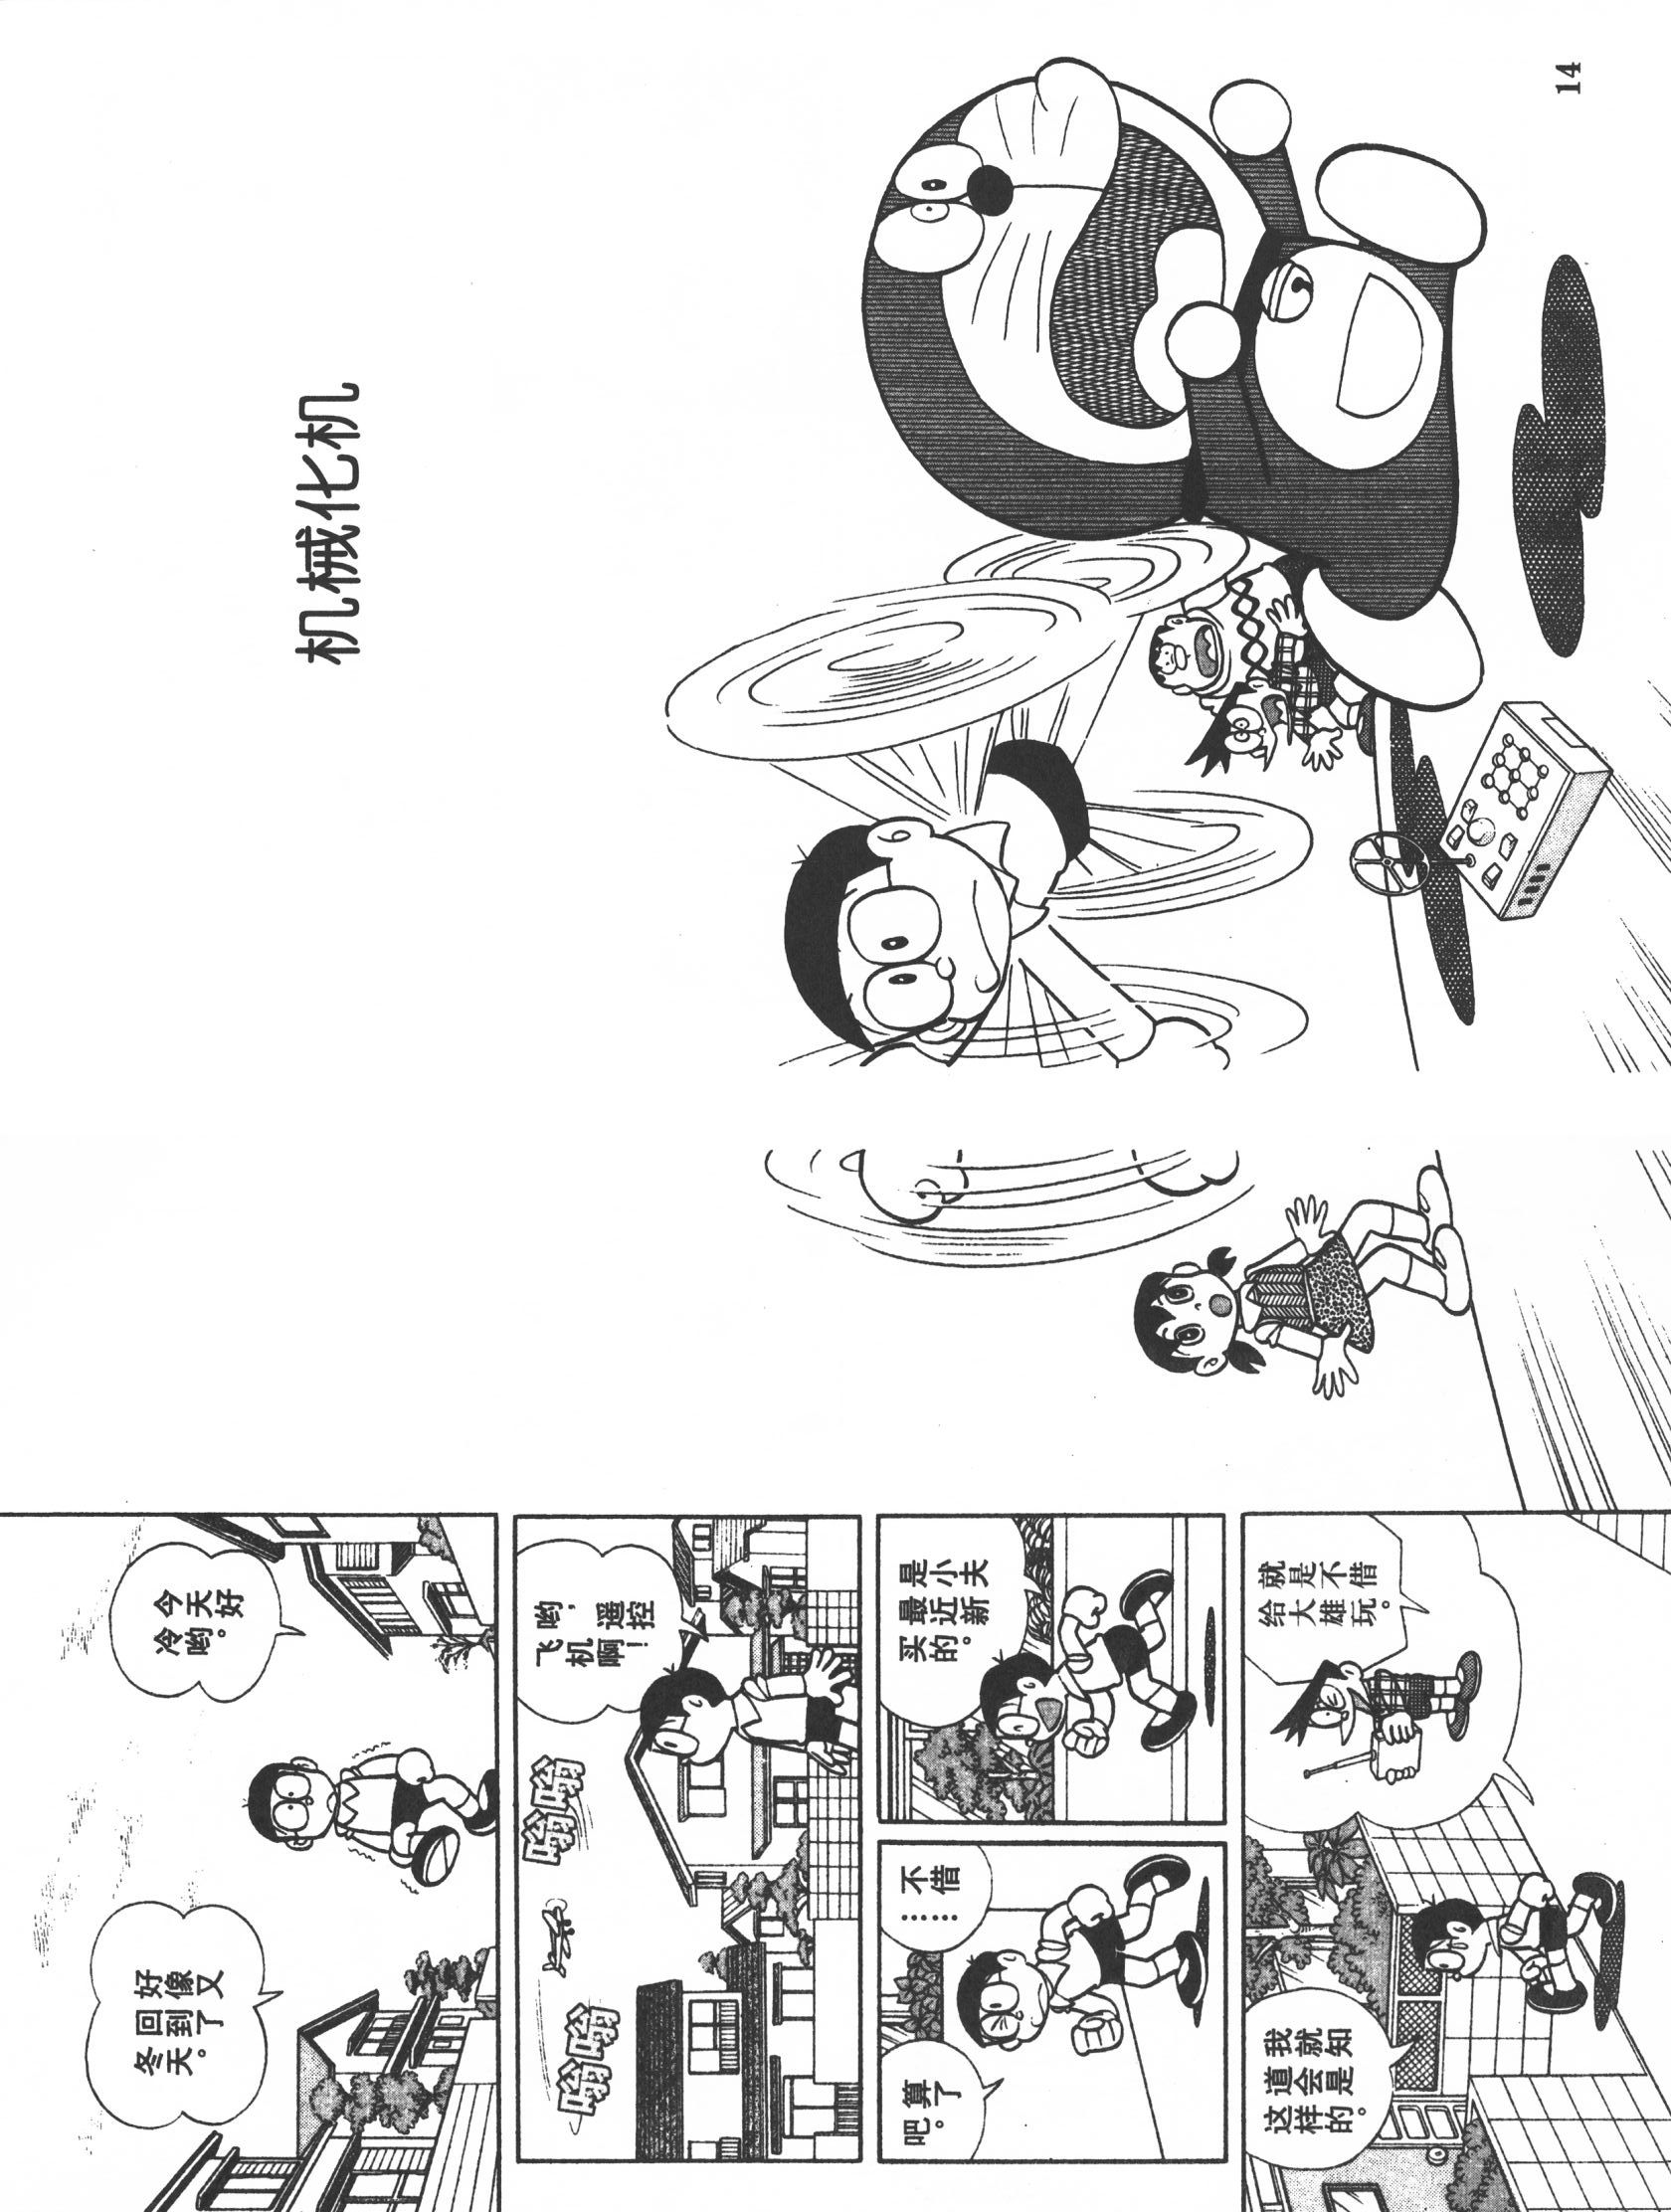 机械化机
14
今天好
冷哟。
好像又
回到了
冬天。
哟，遥控
飞机啊！
嗡嗡
嗡嗡
是小夫
最近新
买的。
不借
……
算了
吧。
就是不借
给大雄玩。
我就知
道会是
这样的。